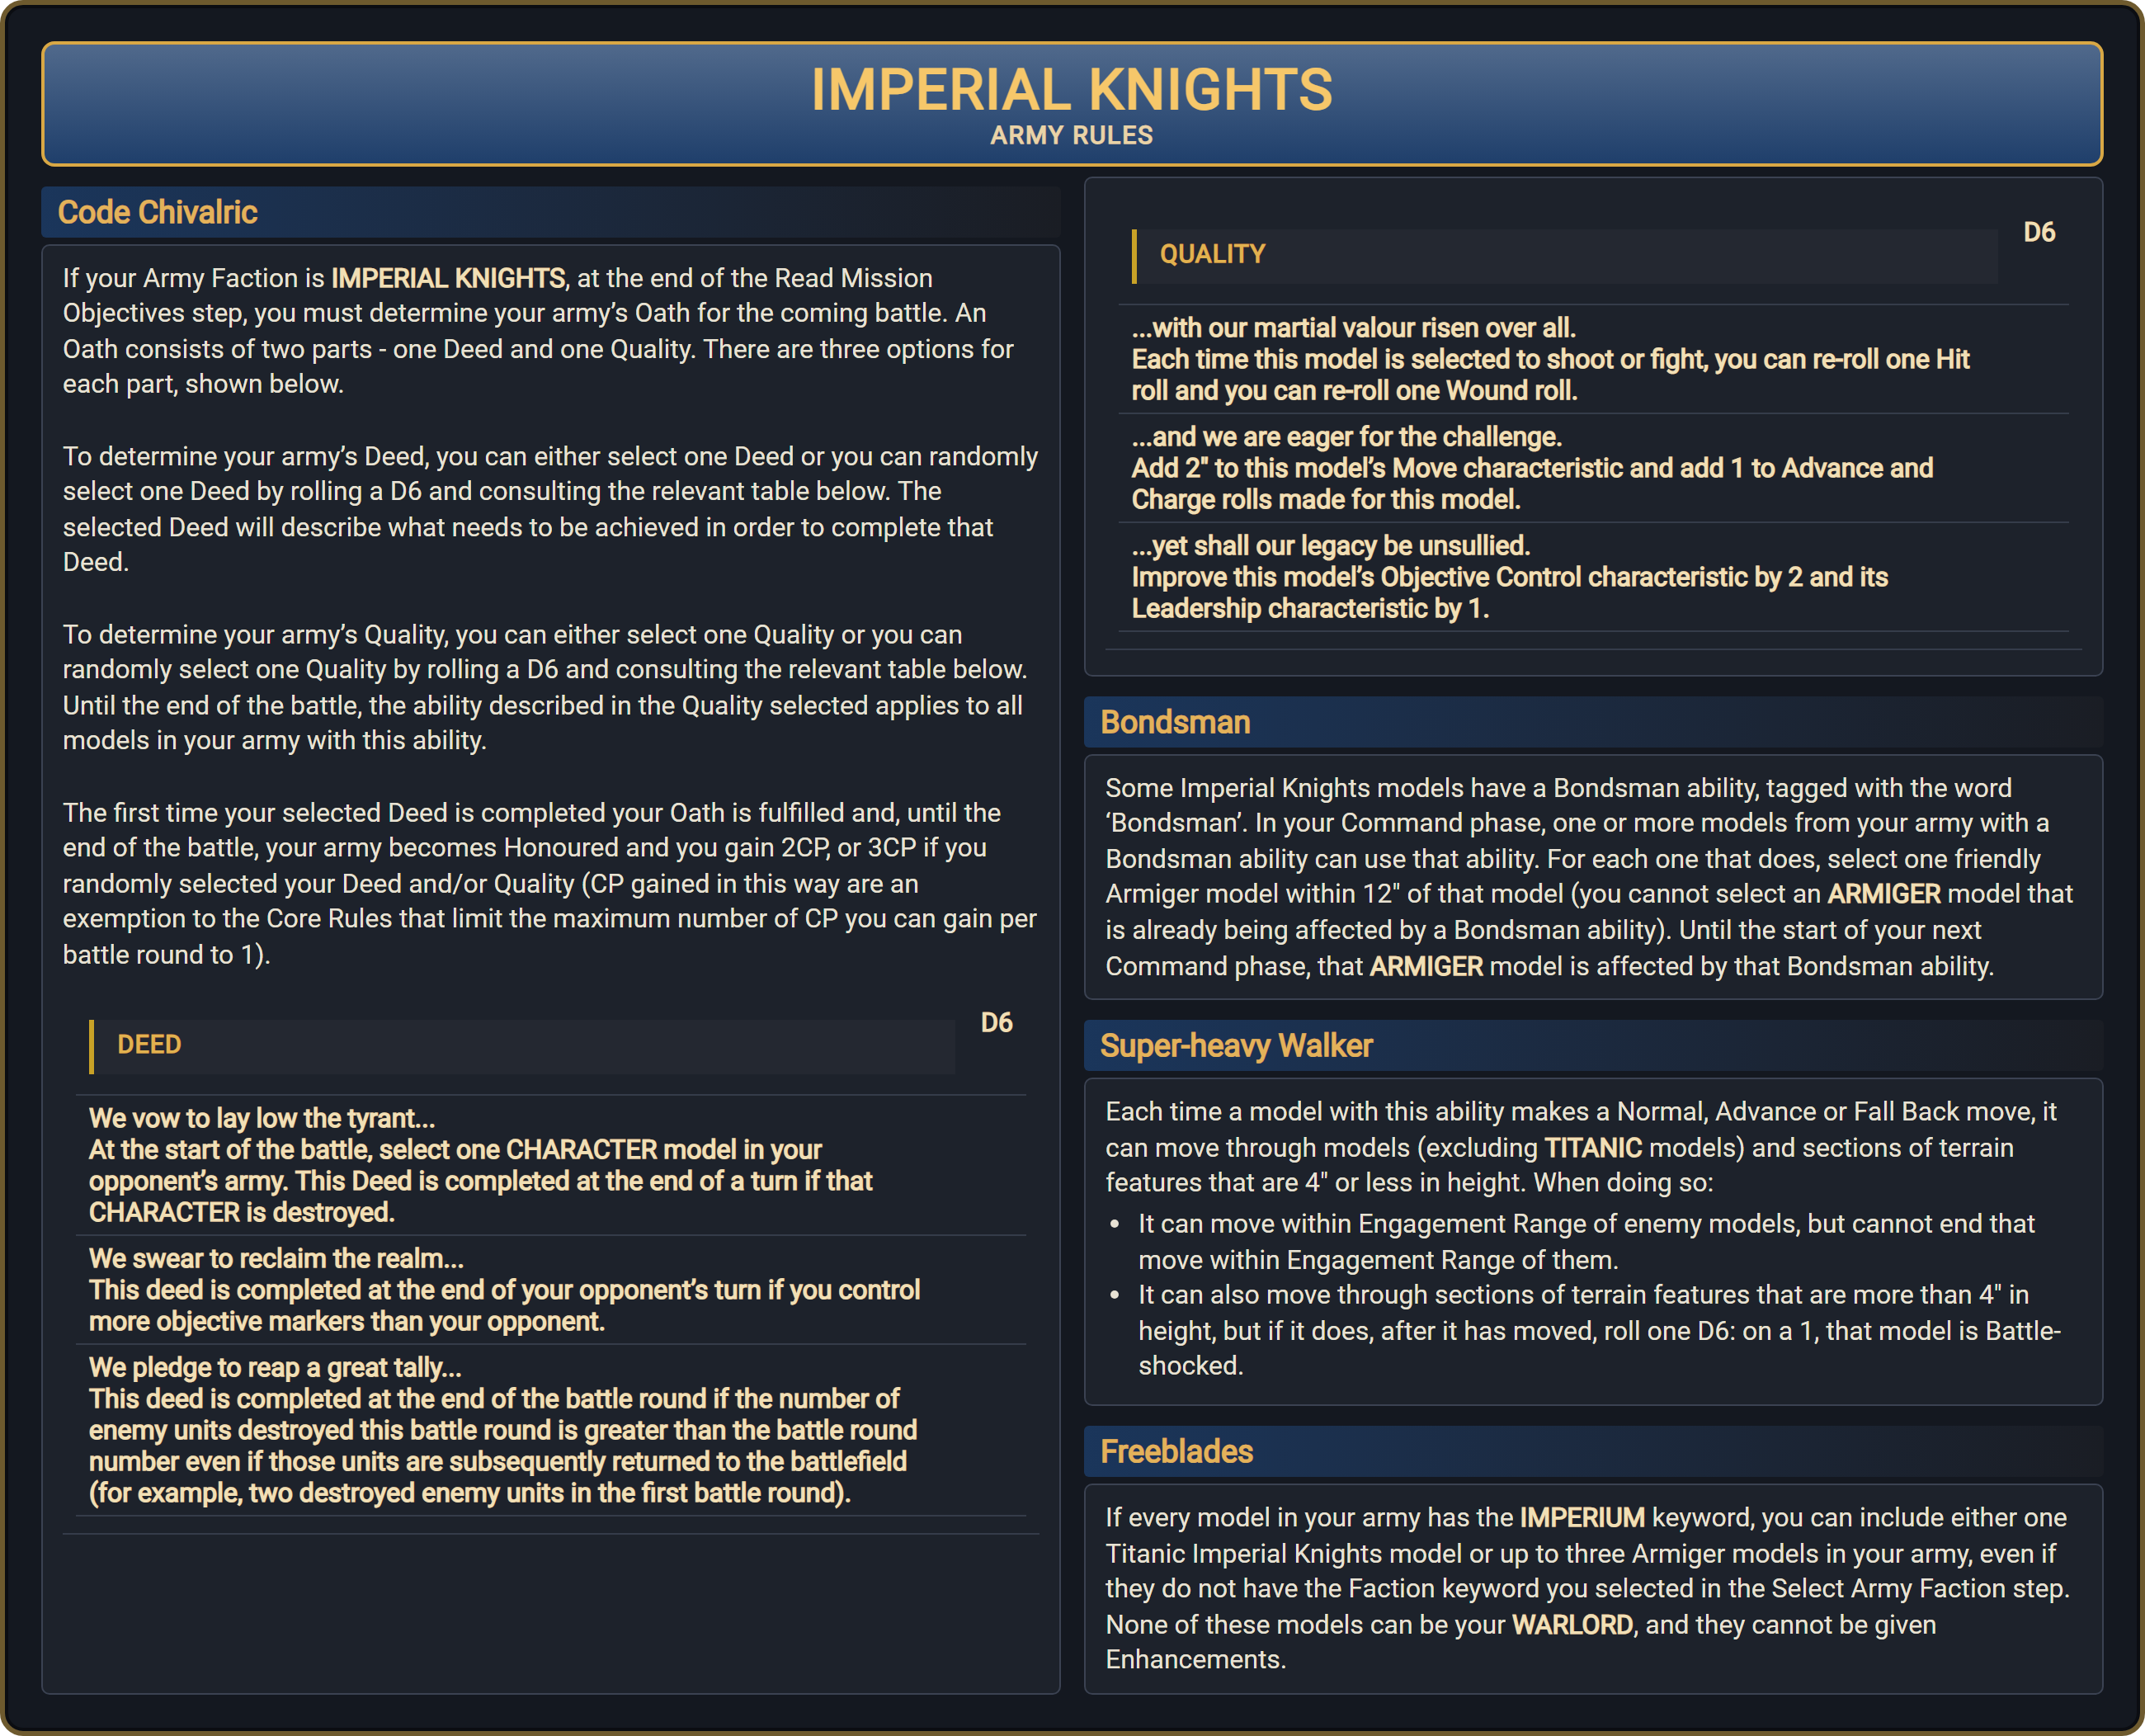 IMPERIAL KNIGHTS
ARMY RULES
Code Chivalric
If your Army Faction is IMPERIAL KNIGHTS, at the end of the Read Mission
Objectives step, you must determine your army’s Oath for the coming battle. An
Oath consists of two parts - one Deed and one Quality. There are three options for
each part, shown below.
To determine your army’s Deed, you can either select one Deed or you can randomly
select one Deed by rolling a D6 and consulting the relevant table below. The
selected Deed will describe what needs to be achieved in order to complete that
Deed.
To determine your army’s Quality, you can either select one Quality or you can
randomly select one Quality by rolling a D6 and consulting the relevant table below.
Until the end of the battle, the ability described in the Quality selected applies to all
models in your army with this ability.
The first time your selected Deed is completed your Oath is fulfilled and, until the
end of the battle, your army becomes Honoured and you gain 2CP, or 3CP if you
randomly selected your Deed and/or Quality (CP gained in this way are an
exemption to the Core Rules that limit the maximum number of CP you can gain per
battle round to 1).
DEED
D6
We vow to lay low the tyrant...
At the start of the battle, select one CHARACTER model in your
opponent’s army. This Deed is completed at the end of a turn if that
CHARACTER is destroyed.
We swear to reclaim the realm...
This deed is completed at the end of your opponent’s turn if you control
more objective markers than your opponent.
We pledge to reap a great tally...
This deed is completed at the end of the battle round if the number of
enemy units destroyed this battle round is greater than the battle round
number even if those units are subsequently returned to the battlefield
(for example, two destroyed enemy units in the first battle round).
QUALITY
D6
...with our martial valour risen over all.
Each time this model is selected to shoot or fight, you can re-roll one Hit
roll and you can re-roll one Wound roll.
...and we are eager for the challenge.
Add 2" to this model’s Move characteristic and add 1 to Advance and
Charge rolls made for this model.
...yet shall our legacy be unsullied.
Improve this model’s Objective Control characteristic by 2 and its
Leadership characteristic by 1.
Bondsman
Some Imperial Knights models have a Bondsman ability, tagged with the word
‘Bondsman’. In your Command phase, one or more models from your army with a
Bondsman ability can use that ability. For each one that does, select one friendly
Armiger model within 12" of that model (you cannot select an ARMIGER model that
is already being affected by a Bondsman ability). Until the start of your next
Command phase, that ARMIGER model is affected by that Bondsman ability.
Super-heavy Walker
Each time a model with this ability makes a Normal, Advance or Fall Back move, it
can move through models (excluding TITANIC models) and sections of terrain
features that are 4" or less in height. When doing so:
• It can move within Engagement Range of enemy models, but cannot end that
move within Engagement Range of them.
• It can also move through sections of terrain features that are more than 4" in
height, but if it does, after it has moved, roll one D6: on a 1, that model is Battle-
shocked.
Freeblades
If every model in your army has the IMPERIUM keyword, you can include either one
Titanic Imperial Knights model or up to three Armiger models in your army, even if
they do not have the Faction keyword you selected in the Select Army Faction step.
None of these models can be your WARLORD, and they cannot be given
Enhancements.